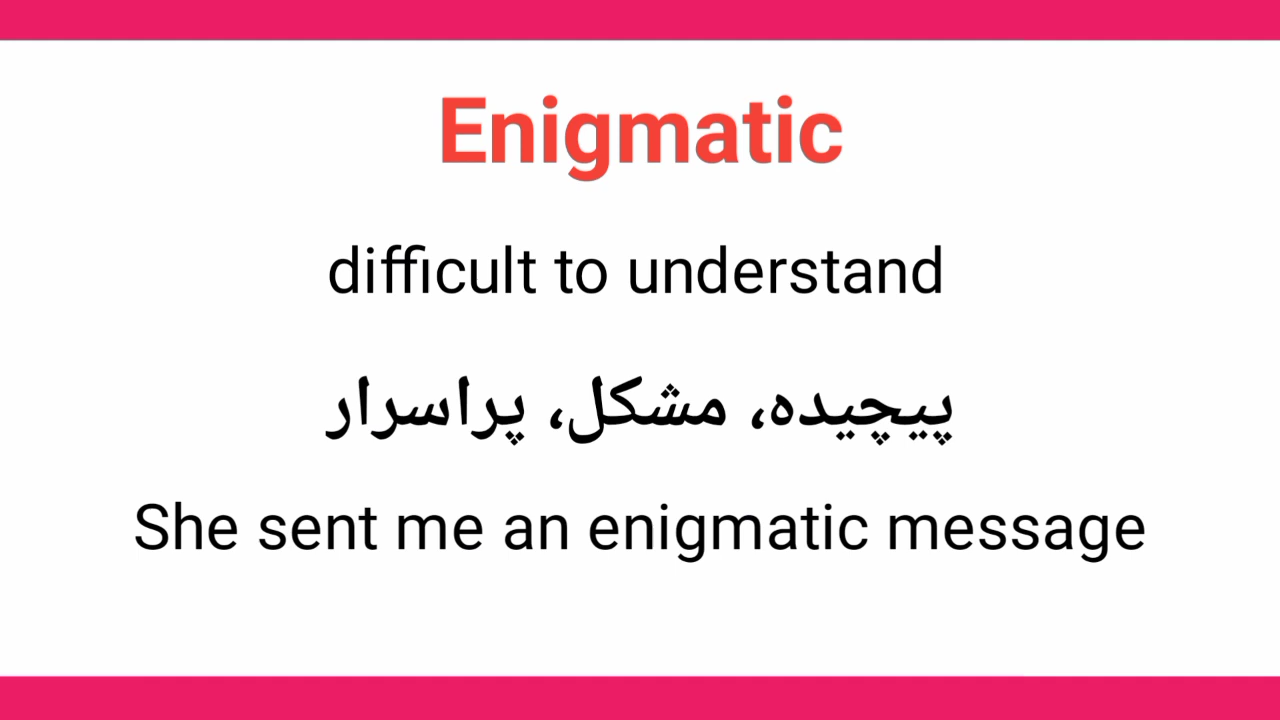 Enigmatic
difficult to understand
پیچیده، مشکل، پراسرار
She sent me an enigmatic message